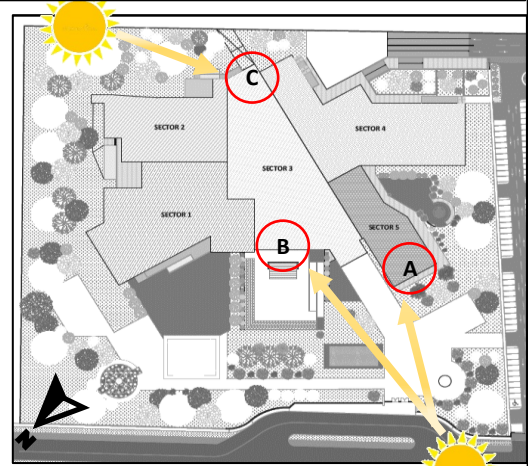 C
SECTOR 2
SECTOR 4
SECTOR 3
SECTOR 1
SECTOR 5
B
A
N